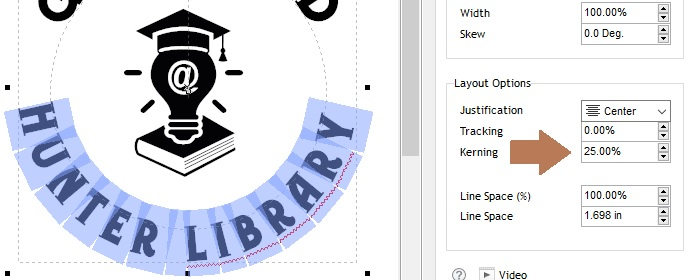 HUNTER LIBRARY
@
Width 100.00%
Skew 0.0 Deg.
Layout Options
Justification Center
Tracking 0.00%
Kerning 25.00%
Line Space (%) 100.00%
Line Space 1.698 in
? Video